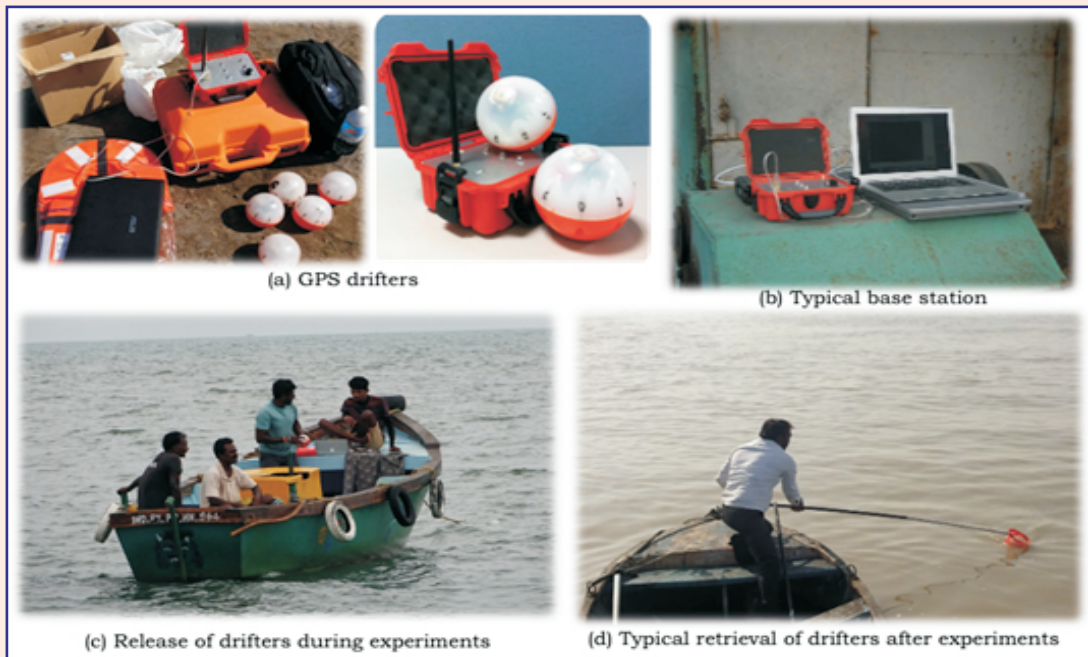 (a) GPS drifters
(b) Typical base station
(c) Release of drifters during experiments
(d) Typical retrieval of drifters after experiments